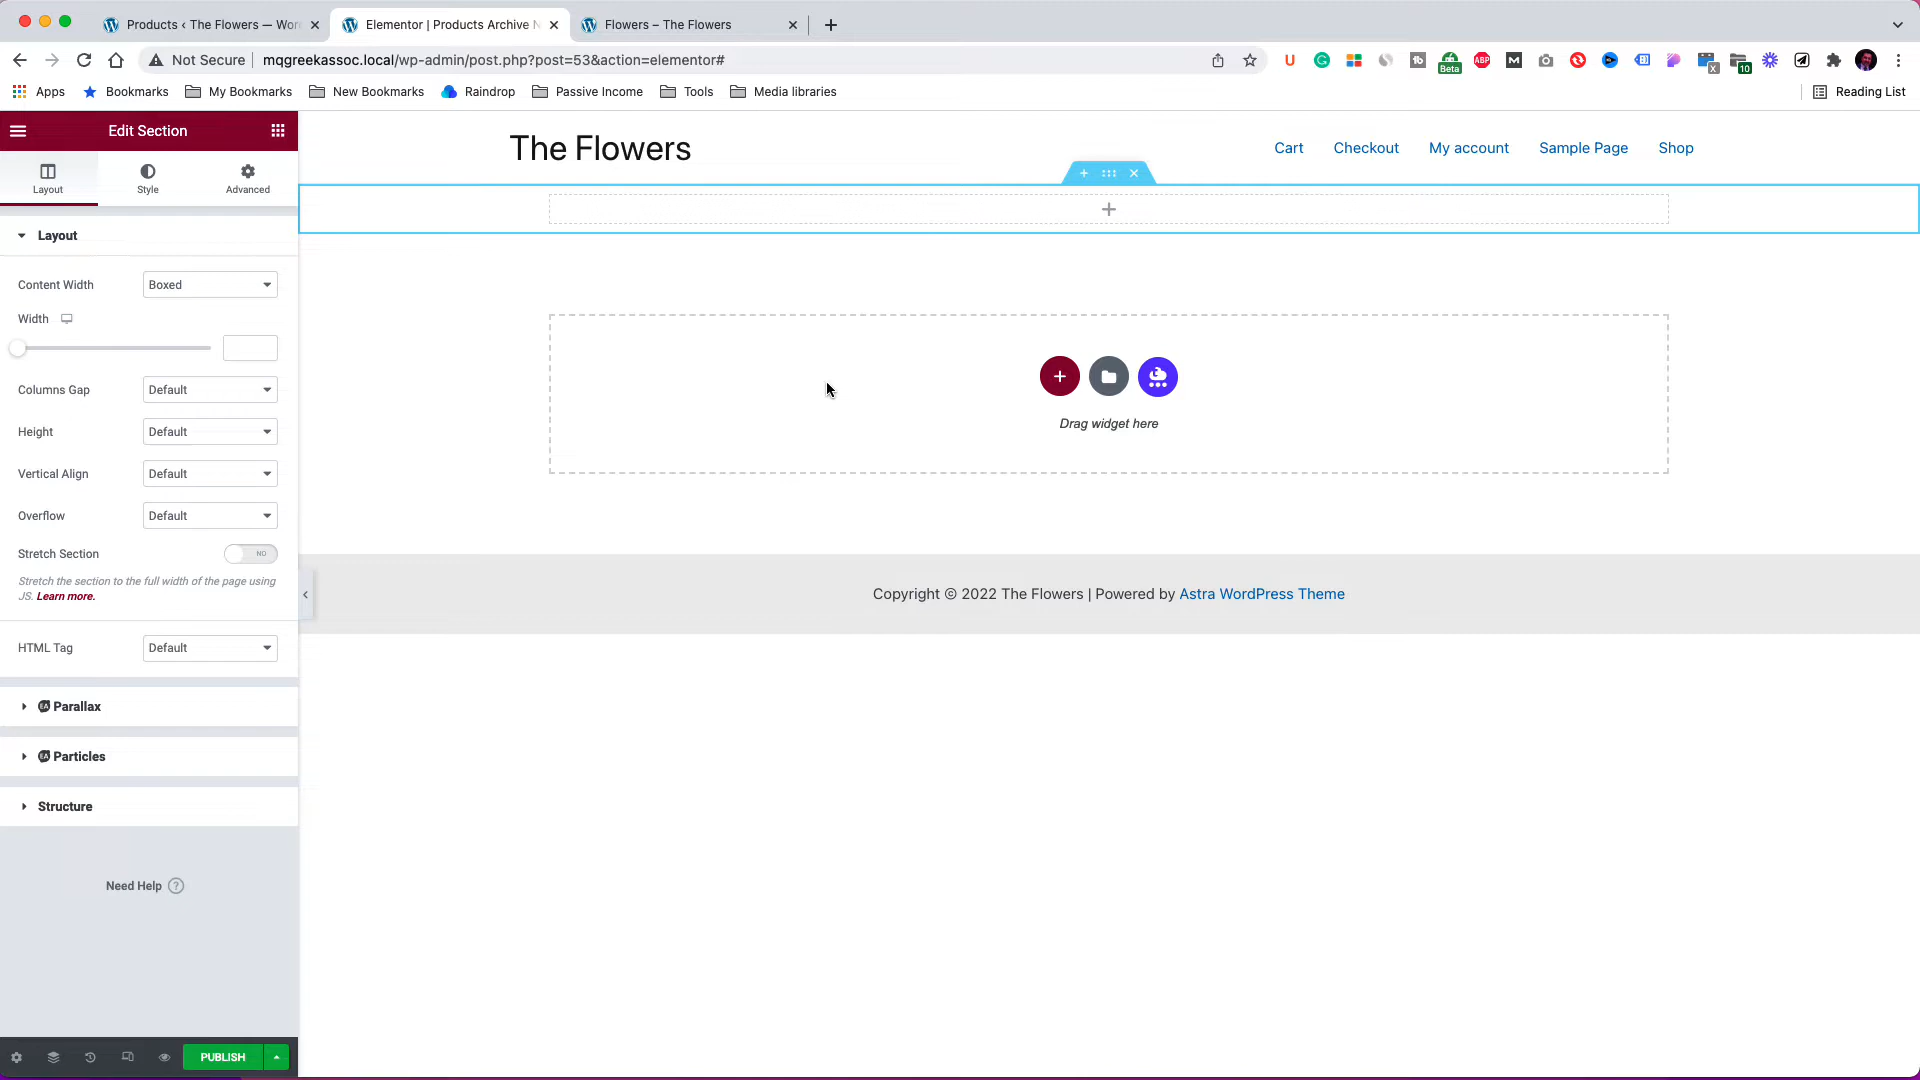 Products ‹ The Flowers — Wor
Elementor | Products Archive N
Flowers – The Flowers
Not Secure
mqgreekassoc.local/wp-admin/post.php?post=53&action=elementor#
U
ABP
M
Beta
X
10
Apps
Bookmarks
My Bookmarks
New Bookmarks
Raindrop
Passive Income
Tools
Media libraries
Reading List
Edit Section
Layout
Style
Advanced
The Flowers
Cart
Checkout
My account
Sample Page
Shop
Layout
Content Width
Boxed
Width
Columns Gap
Default
Height
Default
Vertical Align
Default
Overflow
Default
Stretch Section
NO
Stretch the section to the full width of the page using
JS. Learn more.
HTML Tag
Default
EA Parallax
EA Particles
Structure
Need Help ?
PUBLISH
Drag widget here
Copyright © 2022 The Flowers | Powered by Astra WordPress Theme